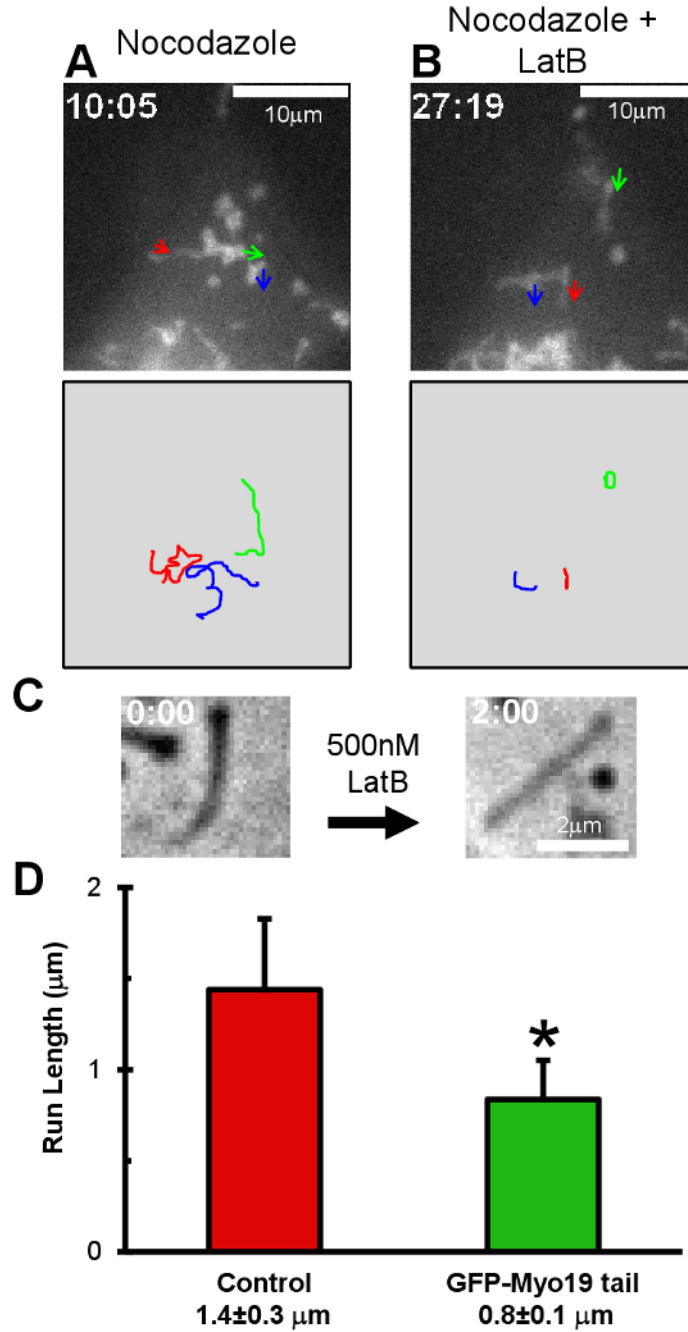 A
Nocodazole
B
Nocodazole +
LatB
10:05
10μm
27:19
10μm
C
0:00
500nM
LatB
2:00
2μm
D
Run Length (μm)
2
1
0
*
Control
1.4±0.3 μm
GFP-Myo19 tail
0.8±0.1 μm